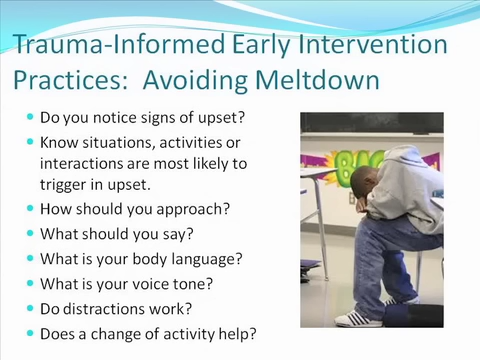 Trauma-Informed Early Intervention
Practices:  Avoiding Meltdown
Do you notice signs of upset?
Know situations, activities or
interactions are most likely to
trigger in upset.
How should you approach?
What should you say?
What is your body language?
What is your voice tone?
Do distractions work?
Does a change of activity help?